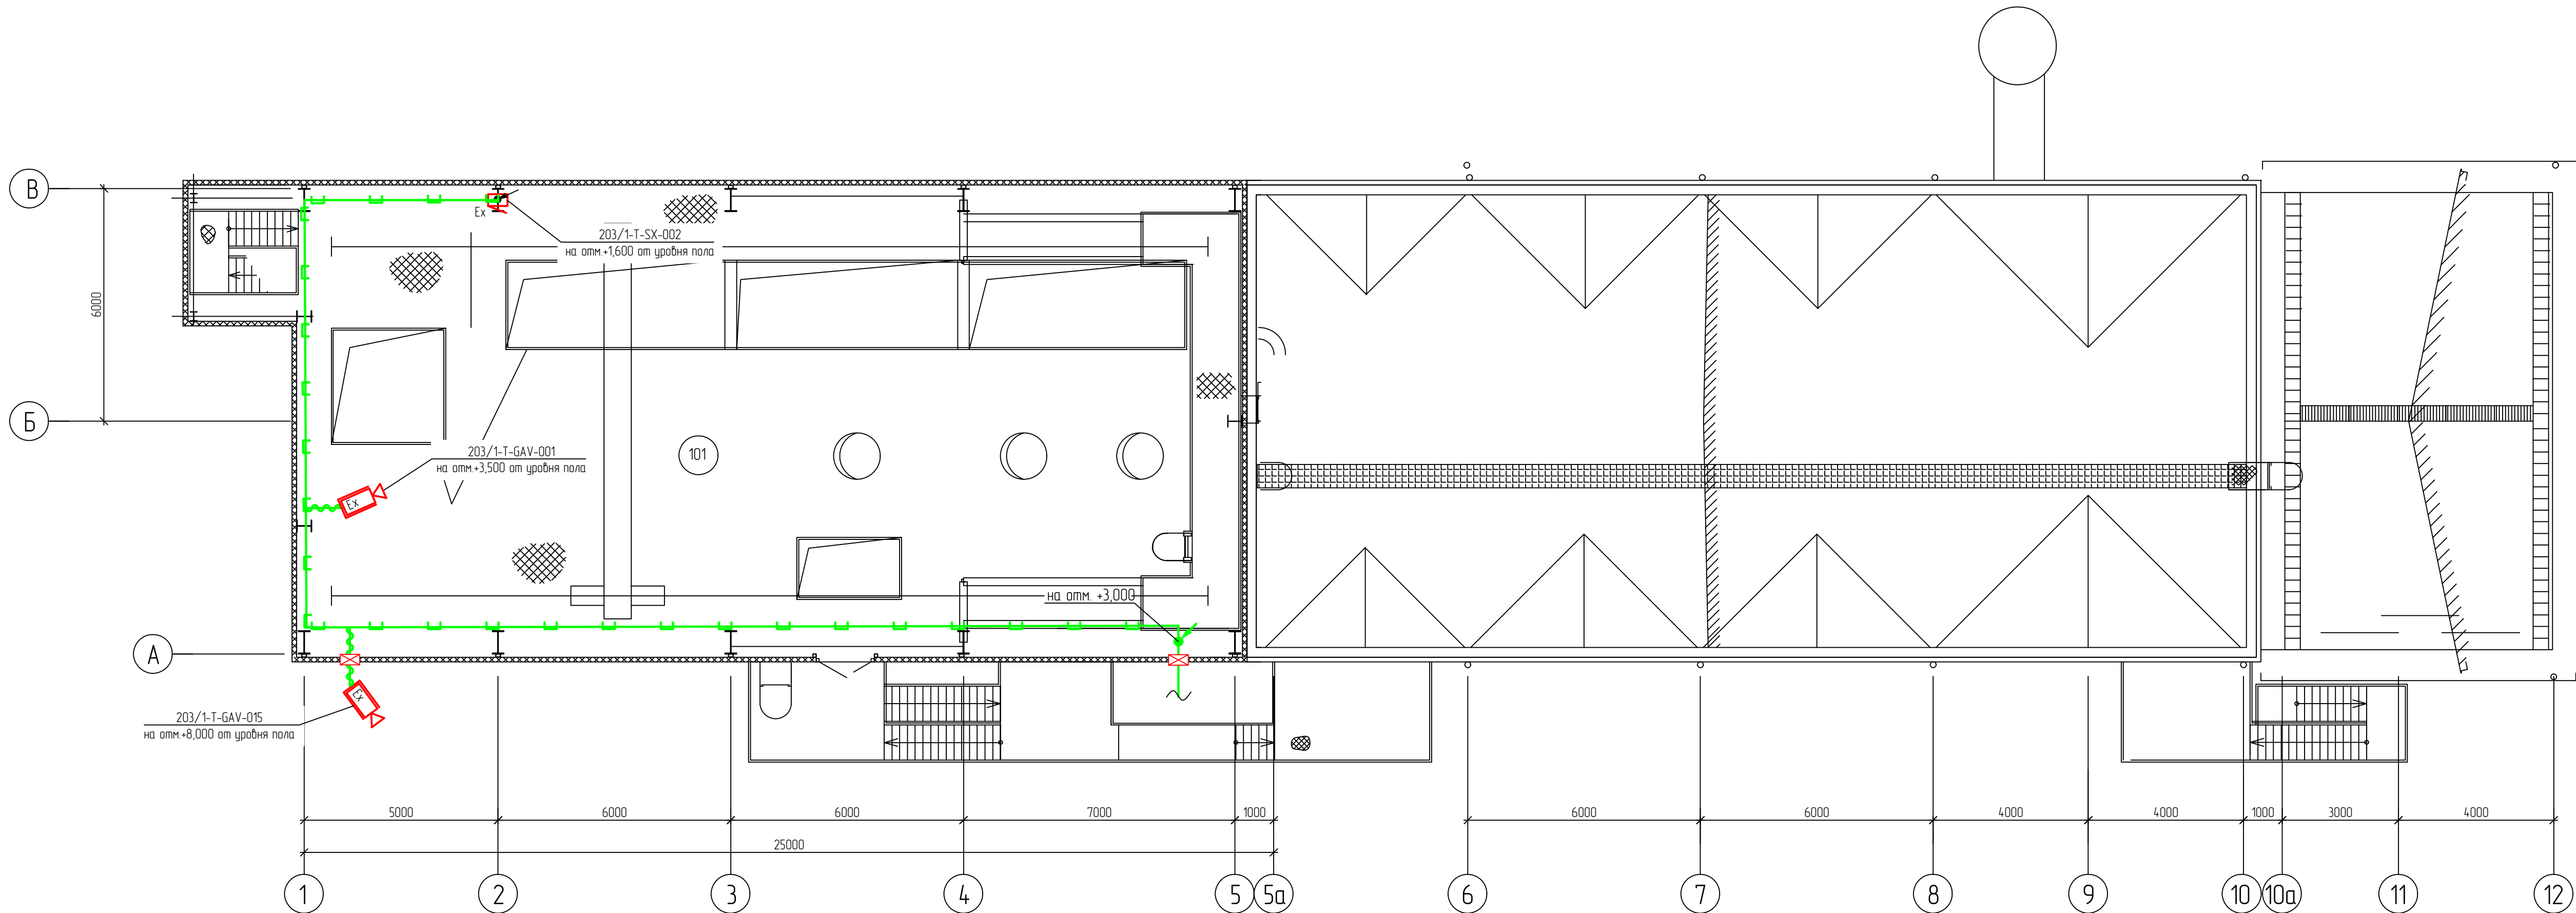 В
Ex
203/1-T-SX-002
на отм.+1,600 от уровня пола
6000
Б
203/1-T-GAV-001
на отм.+3,500 от уровня пола
101
Ex
на отм. +3,000
А
Ex
203/1-T-GAV-015
на отм.+8,000 от уровня пола
5000 6000 6000 7000 1000 6000 6000 4000 4000 1000 3000 4000
25000
1 2 3 4 5 5а 6 7 8 9 10 10а 11 12